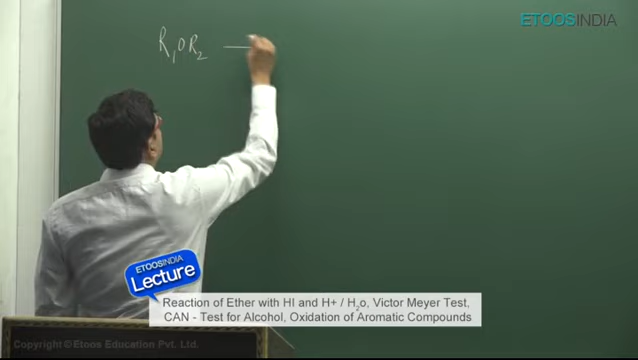 ETOOSINDIA
R₁OR₂ —
ETOOSINDIA
Lecture
Reaction of Ether with HI and H+ / H₂o, Victor Meyer Test,
CAN - Test for Alcohol, Oxidation of Aromatic Compounds
Copyright © Etoos Education Pvt. Ltd.